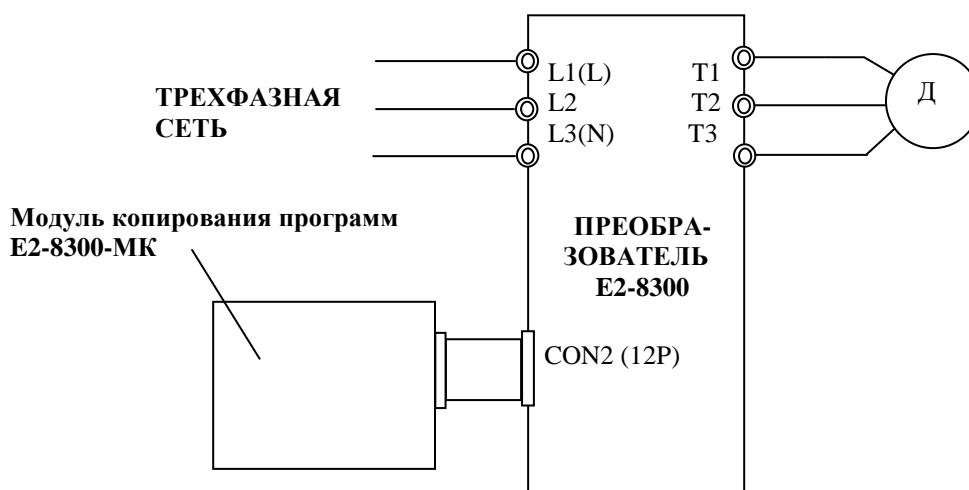 L1(L)
T1
Д
ТРЕХФАЗНАЯ
L2
T2
СЕТЬ
L3(N)
T3
Модуль копирования программ
Е2-8300-МК
ПРЕОБРА-
ЗОВАТЕЛЬ
Е2-8300
CON2 (12P)